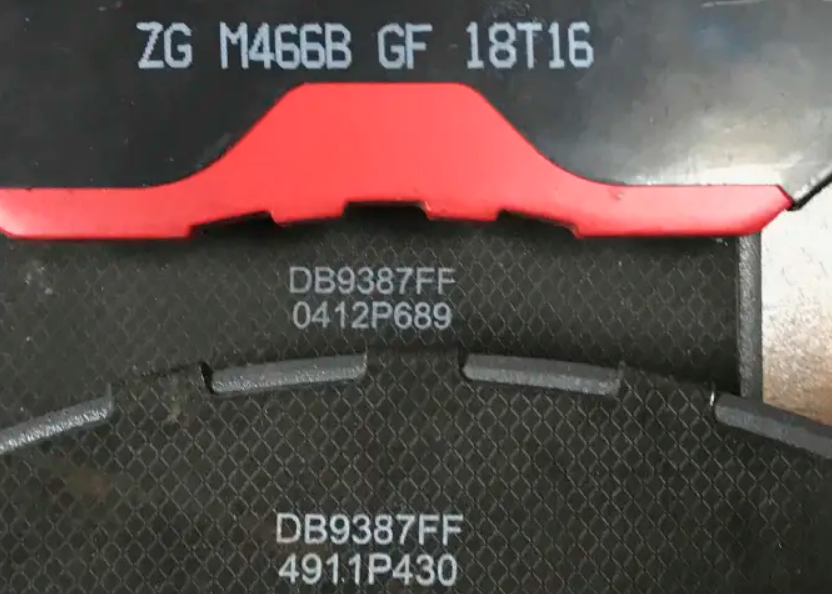 ZG M466B GF 18T16
DB9387FF
0412P689
DB9387FF
4911P430